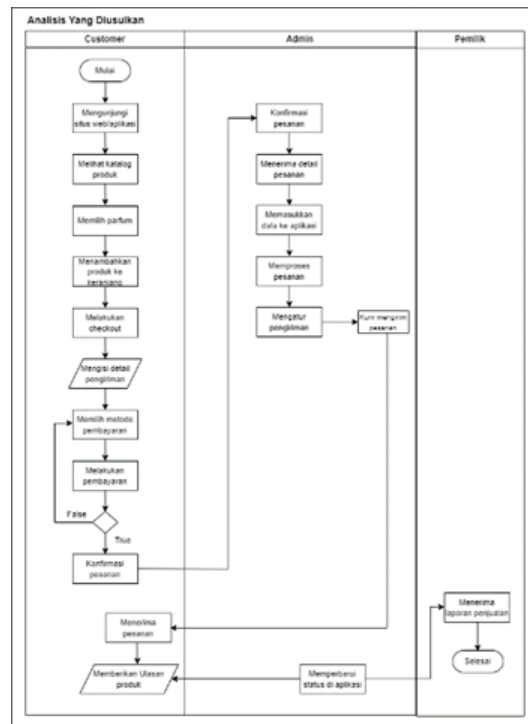 Analisis Yang Diusulkan
Customer
Admin
Pemilik
Mulai
Mengunjungi
situs web/aplikasi
Melihat katalog
produk
Memilih parfum
Menambahkan
produk ke
keranjang
Melakukan
checkout
Mengisi detail
pengiriman
Memilih metode
pembayaran
Melakukan
pembayaran
False
True
Konfirmasi
pesanan
Konfirmasi
pesanan
Menerima detail
pesanan
Memasukkan
data ke aplikasi
Memproses
pesanan
Mengatur
pengiriman
Kurir mengirim
pesanan
Menerima
pesanan
Memberikan Ulasan
produk
Memperbarui
status di aplikasi
Menerima
laporan penjualan
Selesai